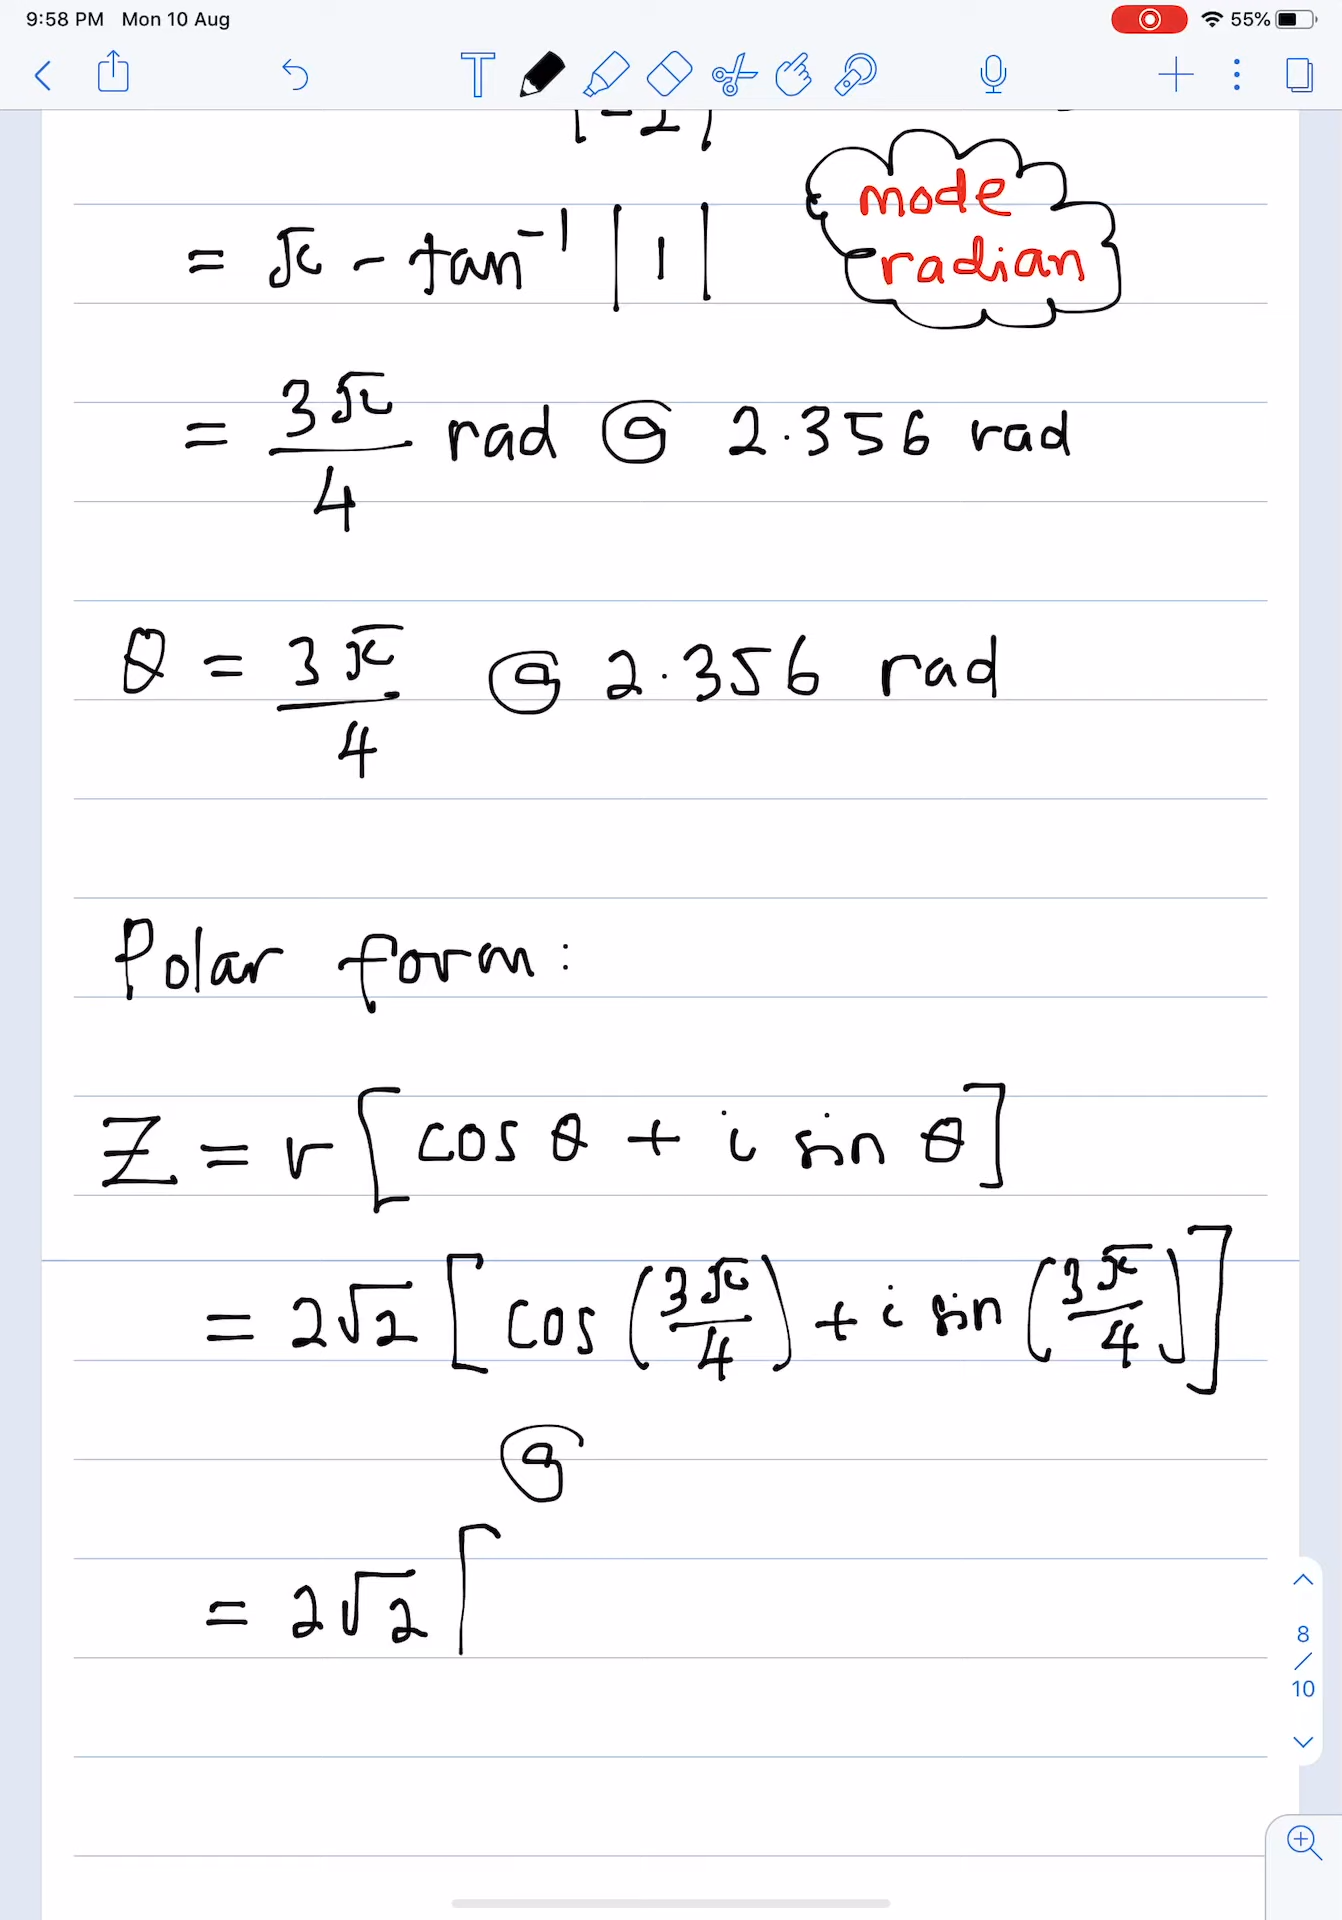 9:58 PM Mon 10 Aug 55%
T
|-2|
= π - tan⁻¹ |1|
mode
radian
= 3π/4 rad @ 2.356 rad
θ = 3π/4 @ 2.356 rad
Polar form:
Z = r [cos θ + i sin θ]
= 2√2 [cos (3π/4) + i sin (3π/4)]
@
= 2√2 [
8
/
10